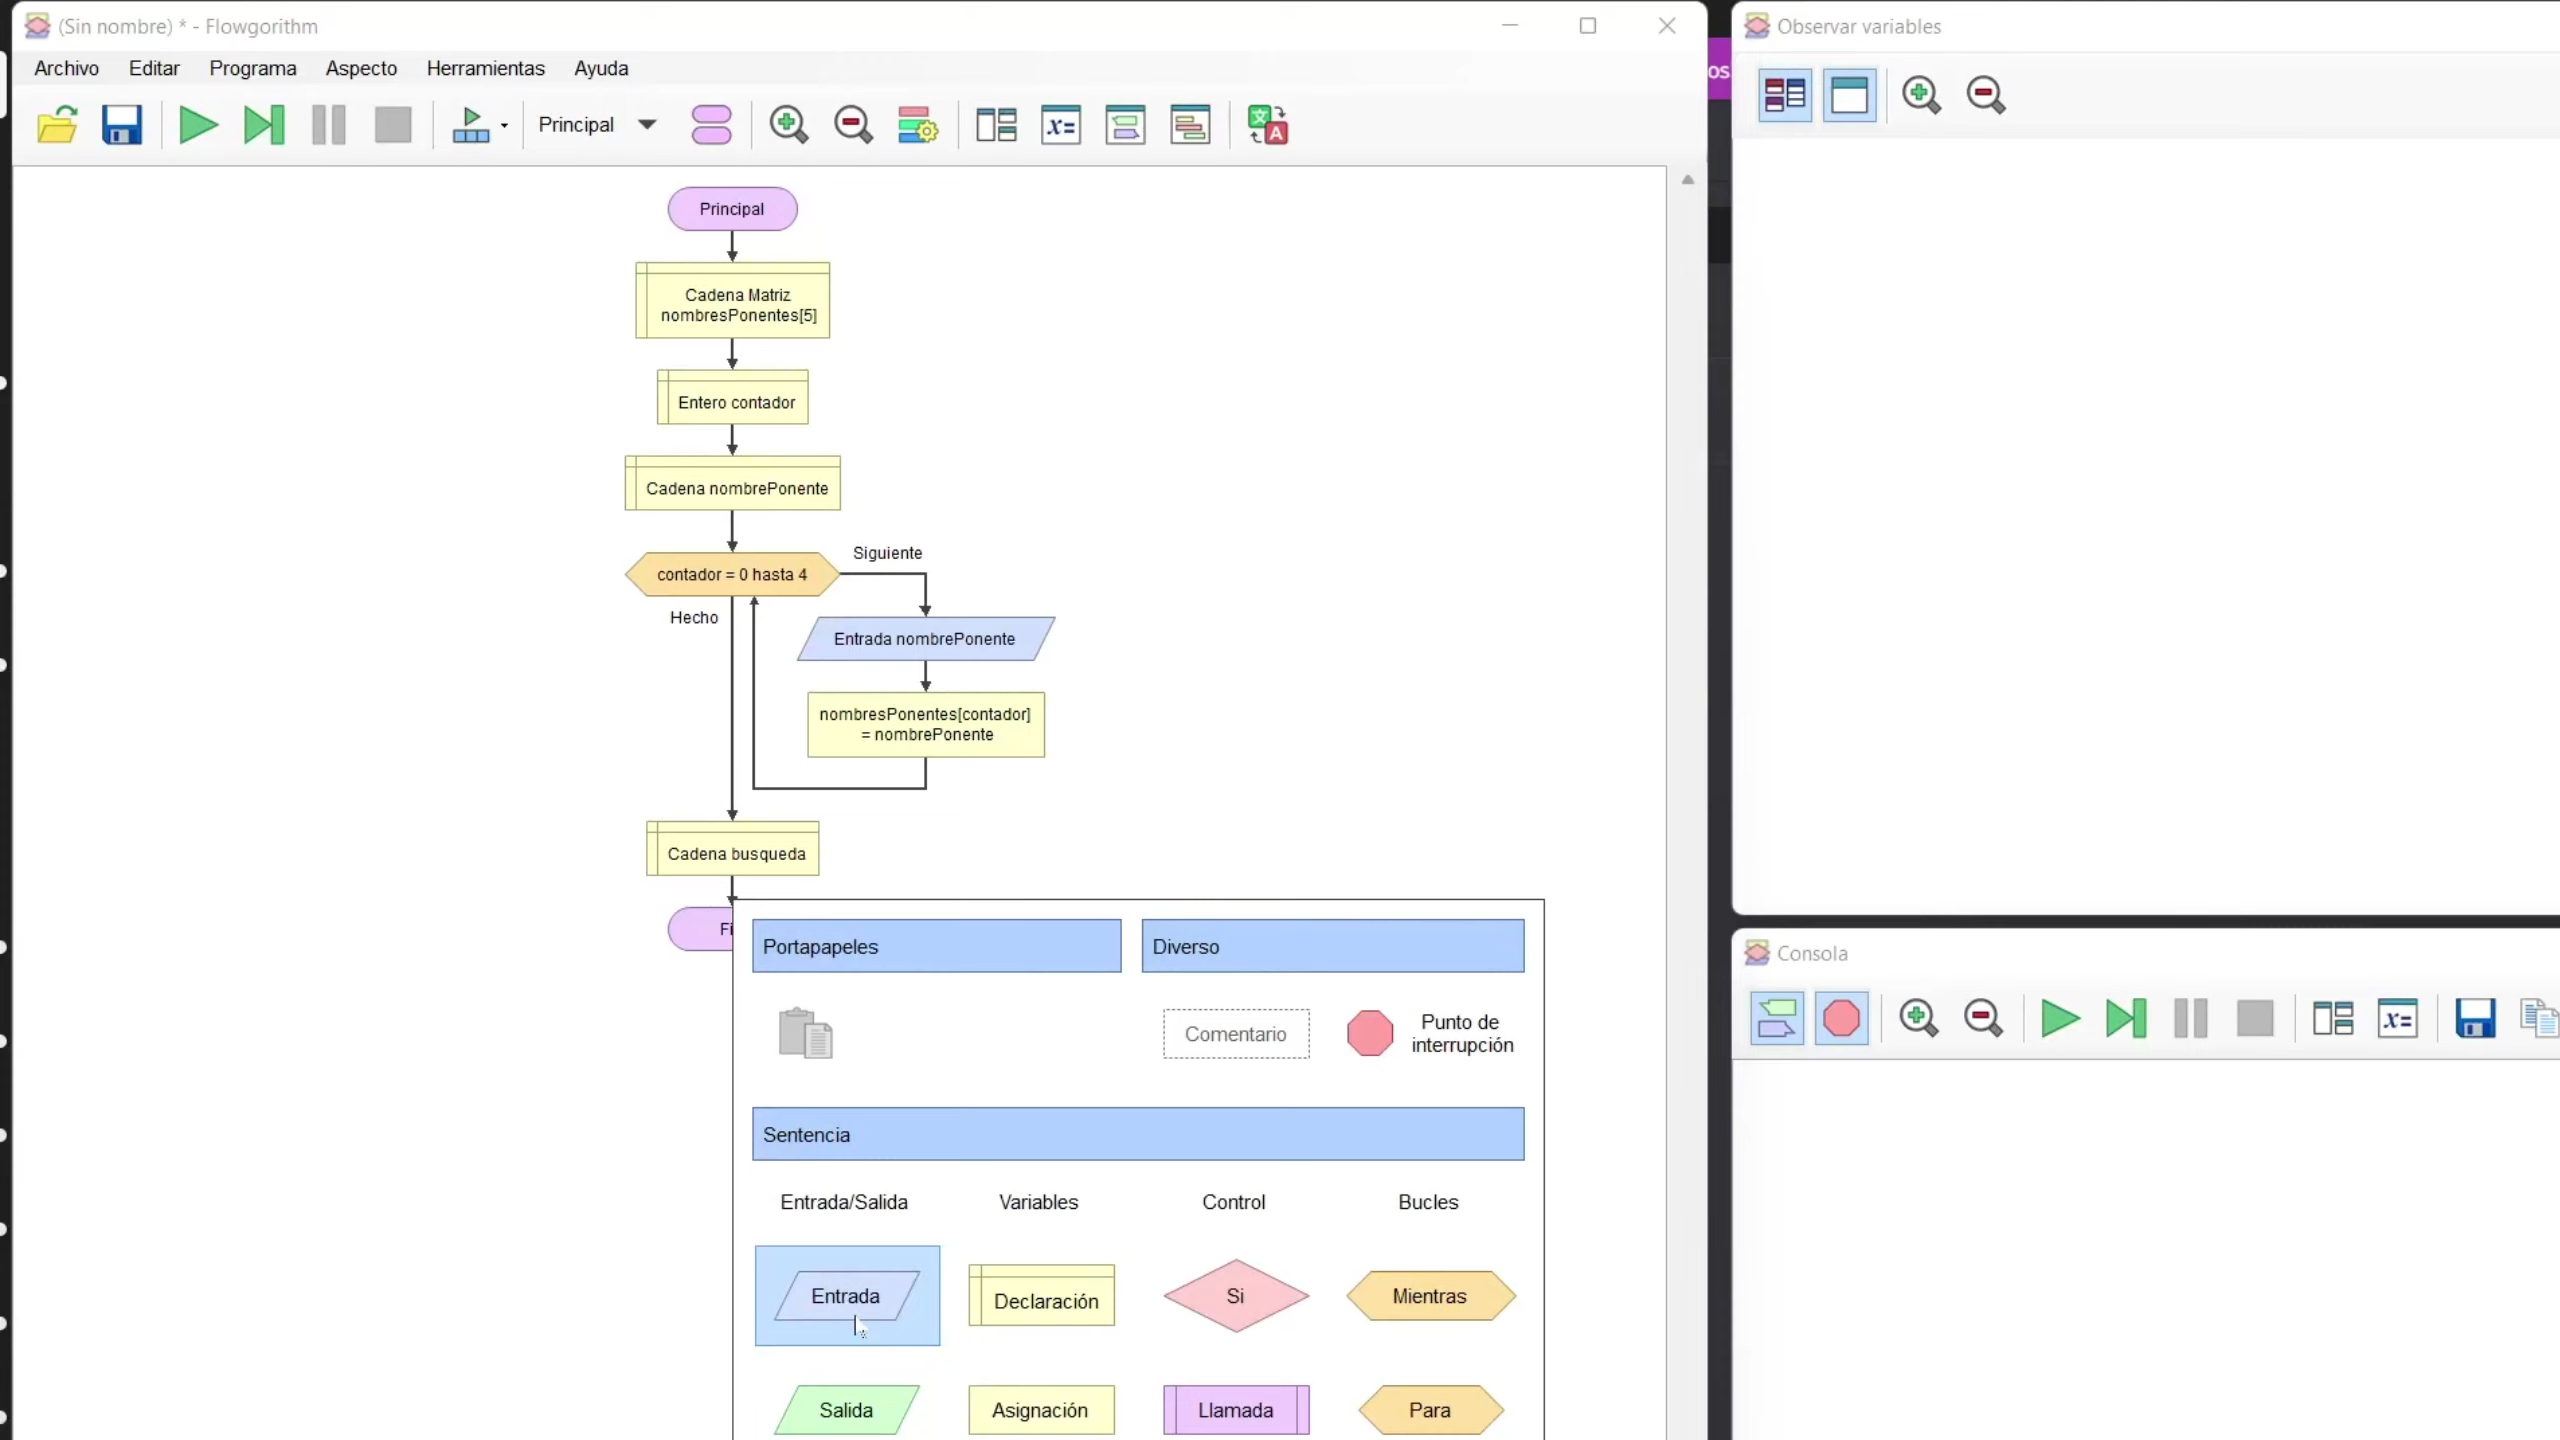 (Sin nombre) * - Flowgorithm
Archivo Editar Programa Aspecto Herramientas Ayuda
Principal
x=
A
Principal
Cadena Matriz
nombresPonentes[5]
Entero contador
Cadena nombrePonente
contador = 0 hasta 4
Siguiente
Hecho
Entrada nombrePonente
nombresPonentes[contador]
= nombrePonente
Cadena busqueda
Portapapeles
Diverso
Comentario
Punto de
interrupción
Sentencia
Entrada/Salida Variables Control Bucles
Entrada Declaración Si Mientras
Salida Asignación Llamada Para
os
Observar variables
Consola
x=